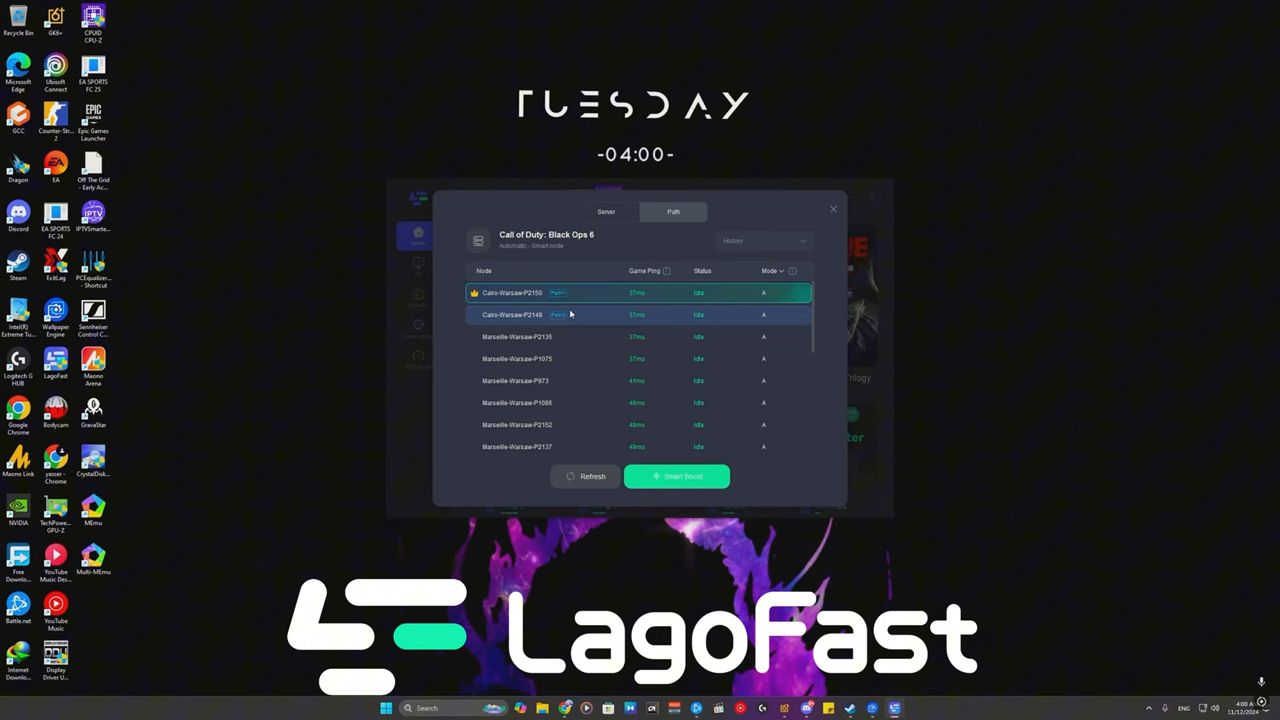 Recycle Bin
GK6+
CPUID
CPU-Z
Microsoft
Edge
Ubisoft
Connect
EA SPORTS
FC 25
GCC
Counter-Str...
2
Epic Games
Launcher
Dragon
EA
Off The Grid
- Early Ac...
Discord
EA SPORTS
FC 24
IPTVSmarte...
Steam
ExitLag
PCEqualizer...
- Shortcut
Intel(R)
Extreme Tu...
Wallpaper
Engine
Sennheiser
Control
Logitech G
HUB
LagoFast
Maono
Arena
Google
Chrome
Bodycam
GravaStar
Maono Link
yasser -
Chrome
CrystalDisk...
NVIDIA
TechPowe...
GPU-Z
MEmu
Free
Downlo...
YouTube
Music Des...
Multi-MEmu
Battle.net
YouTube
Music
Internet
Downlo...
Display
Driver U...
TUESDAY
-04:00-
Server
Path
Call of Duty: Black Ops 6
Automatic - Smart node
History
Node
Game Ping
Status
Mode
Cairo-Warsaw-P2150 Path1 37ms Idle A
Cairo-Warsaw-P2149 Path2 37ms Idle A
Marseille-Warsaw-P2135 37ms Idle A
Marseille-Warsaw-P1075 37ms Idle A
Marseille-Warsaw-P973 41ms Idle A
Marseille-Warsaw-P1086 46ms Idle A
Marseille-Warsaw-P2152 48ms Idle A
Marseille-Warsaw-P2137 49ms Idle A
Refresh
Smart Boost
Trilogy
LagoFast
Search
ENG
4:00 AM
11/12/2024